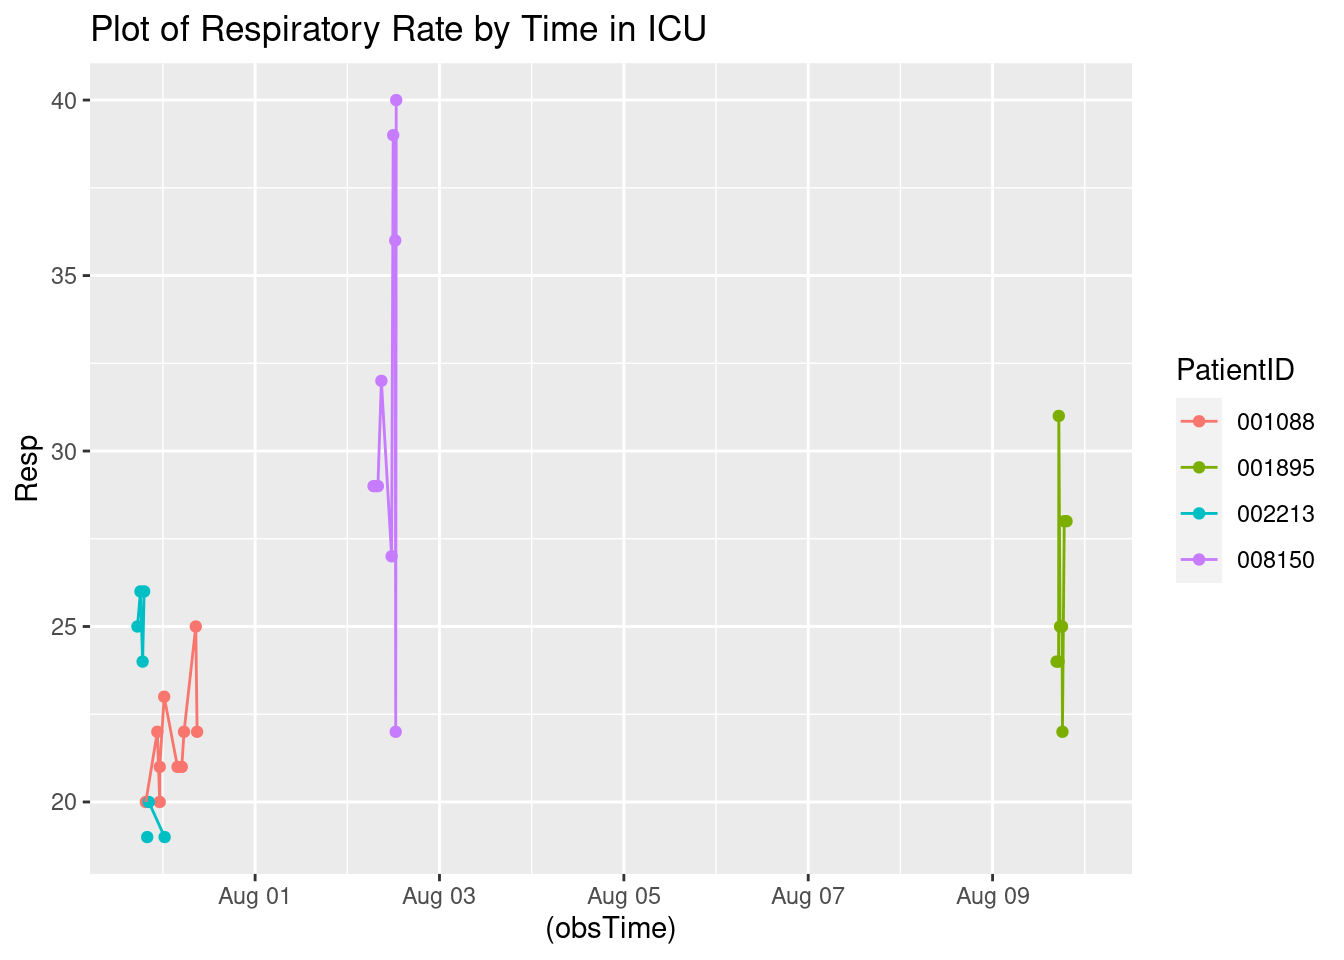 Plot of Respiratory Rate by Time in ICU
40
35
30
25
20
Resp
Aug 01 Aug 03 Aug 05 Aug 07 Aug 09
(obsTime)
PatientID
001088
001895
002213
008150